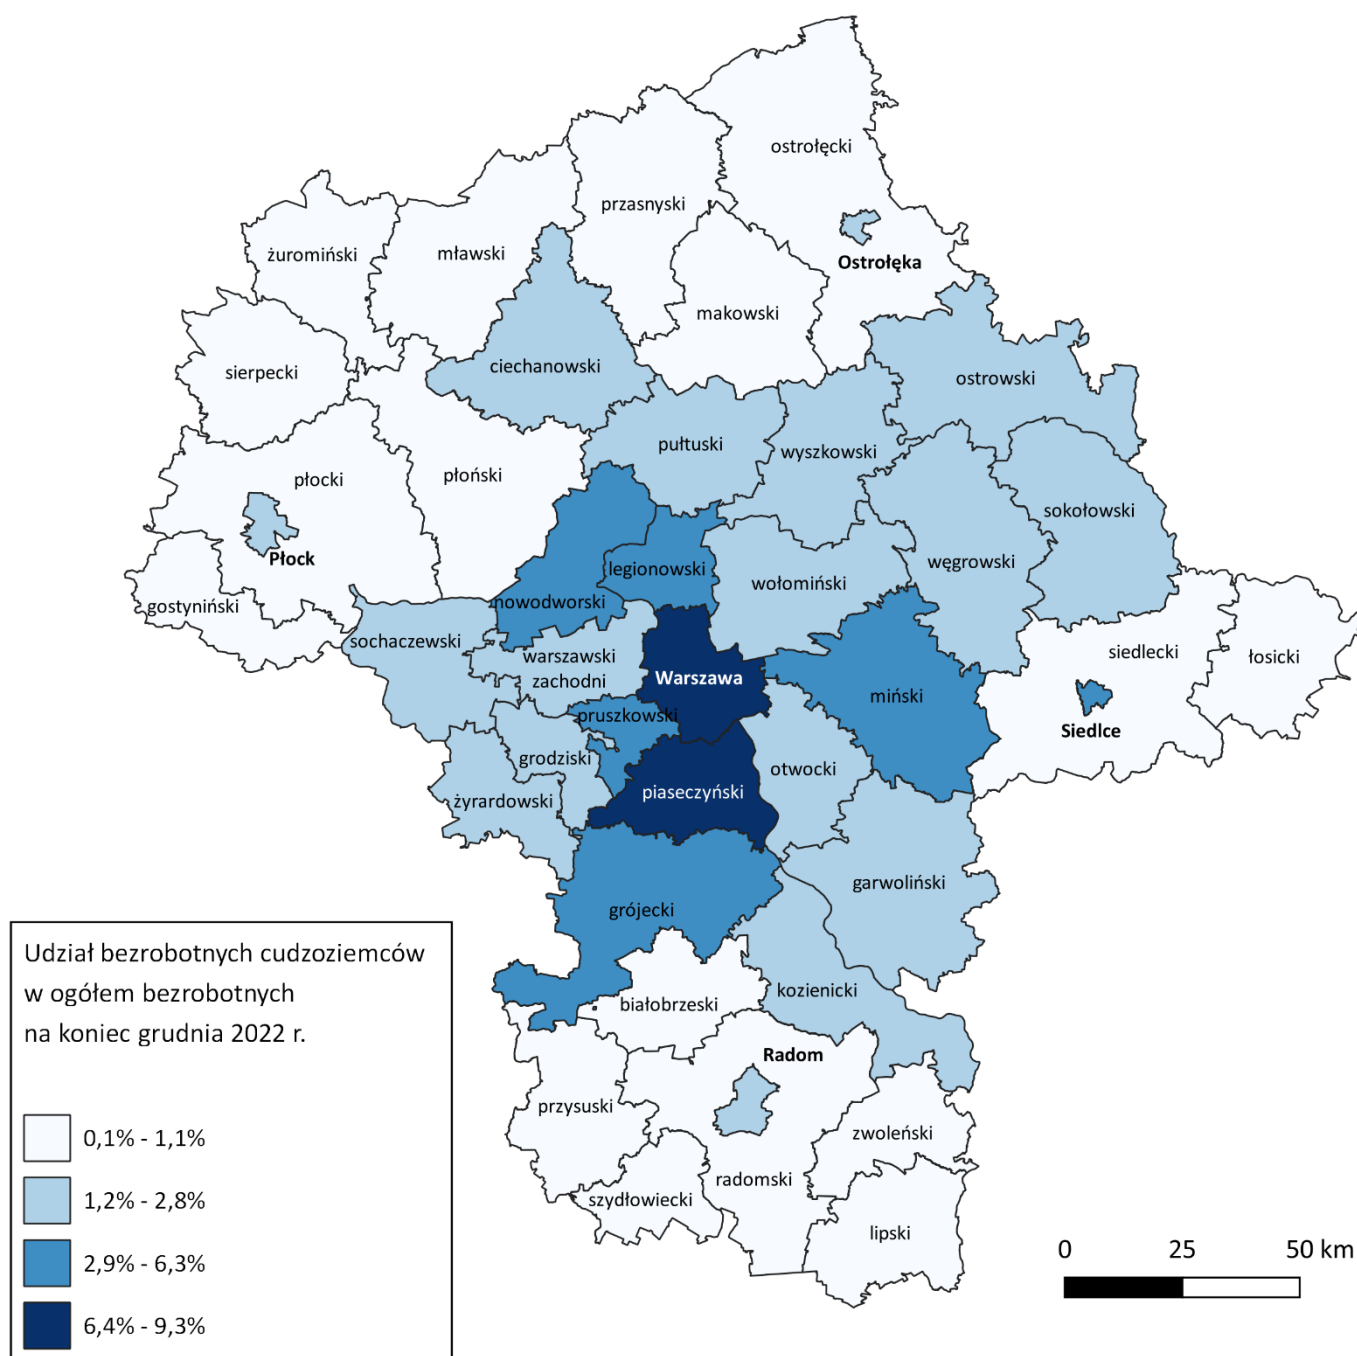 ostrołęcki
przasnyski
żuromiński
mławski
Ostrołęka
makowski
sierpecki
ciechanowski
ostrowski
pułtuski
wyszkowski
płocki
płoński
sokołowski
Płock
legionowski
wołomiński
węgrowski
gostyniński
nowodworski
sochaczewski
warszawski
zachodni
siedlecki
łosicki
Warszawa
miński
pruszkowski
Siedlce
grodziski
otwocki
żyrardowski
piaseczyński
garwoliński
grójecki
kozienicki
białobrzeski
Radom
przysuski
zwoleński
radomski
szydłowiecki
lipski
Udział bezrobotnych cudzoziemców
w ogółem bezrobotnych
na koniec grudnia 2022 r.
0,1% - 1,1%
1,2% - 2,8%
2,9% - 6,3%
6,4% - 9,3%
0 25 50 km